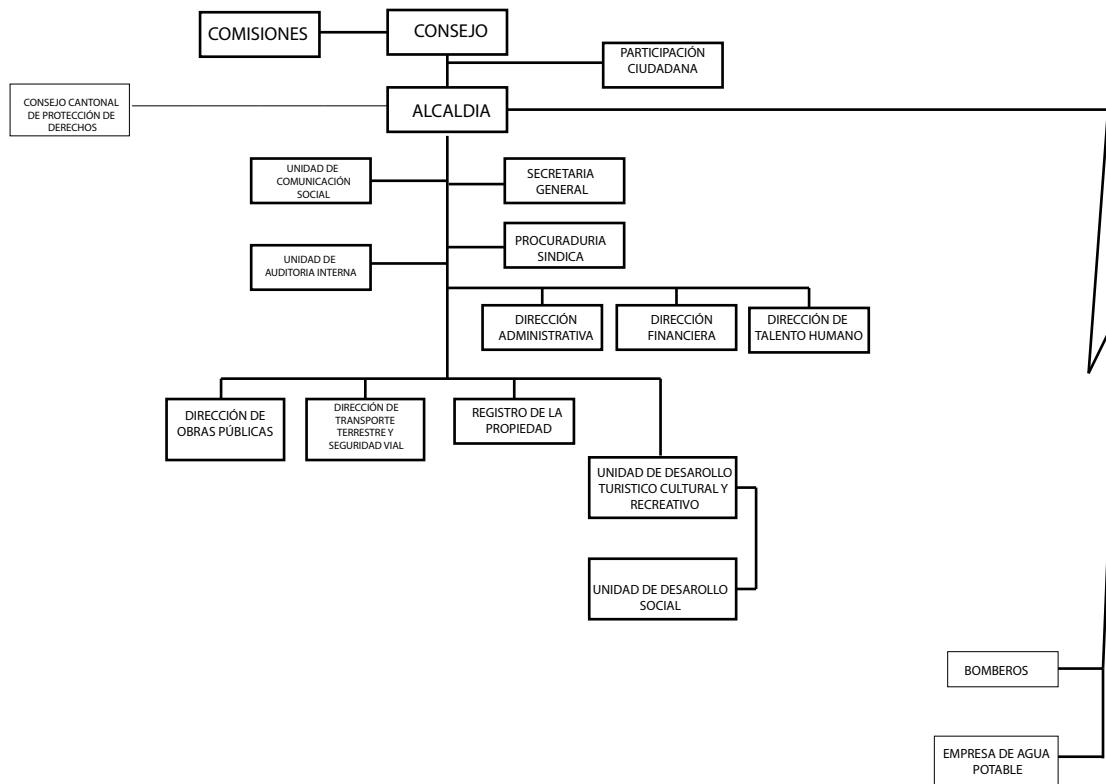 COMISIONES
CONSEJO
PARTICIPACIÓN
CIUDADANA
CONSEJO CANTONAL
DE PROTECCIÓN DE
DERECHOS
ALCALDIA
UNIDAD DE
COMUNICACIÓN
SOCIAL
SECRETARIA
GENERAL
UNIDAD DE
AUDITORIA INTERNA
PROCURADURIA
SINDICA
DIRECCIÓN
ADMINISTRATIVA
DIRECCIÓN
FINANCIERA
DIRECCIÓN DE
TALENTO HUMANO
DIRECCIÓN DE
OBRAS PÚBLICAS
DIRECCIÓN DE
TRANSPORTE
TERRESTRE Y
SEGURIDAD VIAL
REGISTRO DE LA
PROPIEDAD
UNIDAD DE DESAROLLO
TURISTICO CULTURAL Y
RECREATIVO
UNIDAD DE DESAROLLO
SOCIAL
BOMBEROS
EMPRESA DE AGUA
POTABLE